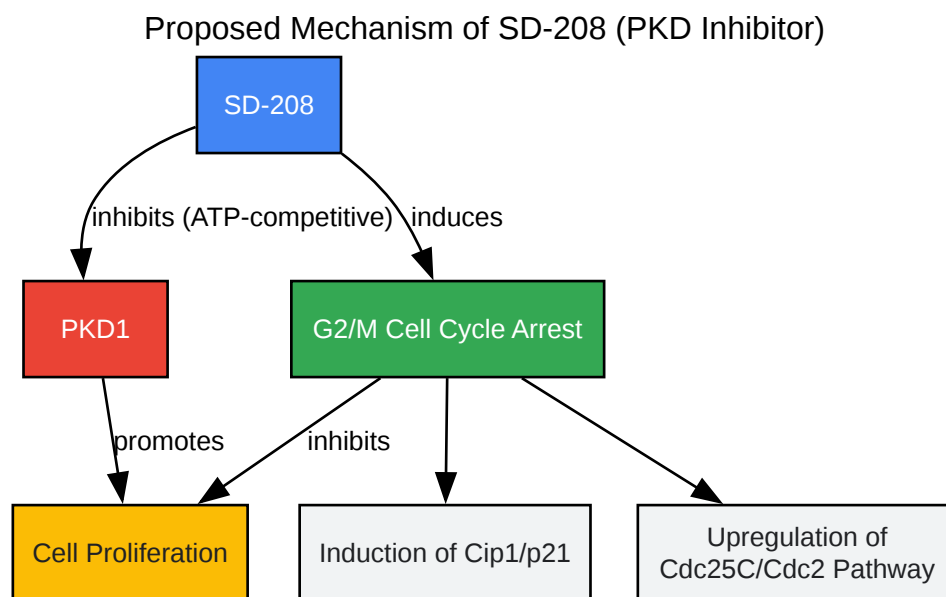 Proposed Mechanism of SD-208 (PKD Inhibitor)
SD-208
inhibits (ATP-competitive)
induces
PKD1
G2/M Cell Cycle Arrest
promotes
inhibits
Cell Proliferation
Induction of Cip1/p21
Upregulation of
Cdc25C/Cdc2 Pathway